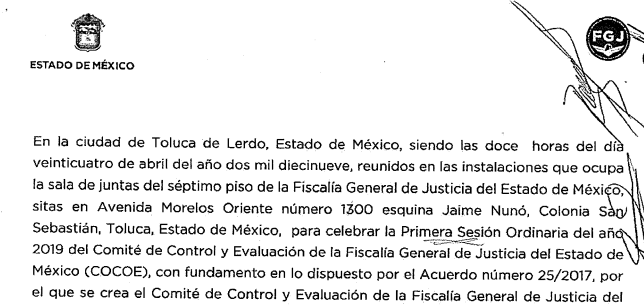 ESTADO DE MÉXICO
FGJ
En la ciudad de Toluca de Lerdo, Estado de México, siendo las doce horas del día
veinticuatro de abril del año dos mil diecinueve, reunidos en las instalaciones que ocupa
la sala de juntas del séptimo piso de la Fiscalía General de Justicia del Estado de México,
sitas en Avenida Morelos Oriente número 1300 esquina Jaime Nunó, Colonia San
Sebastián, Toluca, Estado de México, para celebrar la Primera Sesión Ordinaria del año
2019 del Comité de Control y Evaluación de la Fiscalía General de Justicia del Estado de
México (COCOE), con fundamento en lo dispuesto por el Acuerdo número 25/2017, por
el que se crea el Comité de Control y Evaluación de la Fiscalía General de Justicia del